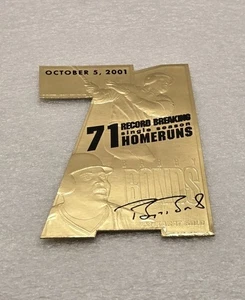 OCTOBER 5, 2001
71
RECORD BREAKING
single season
HOMERUNS
BONDS